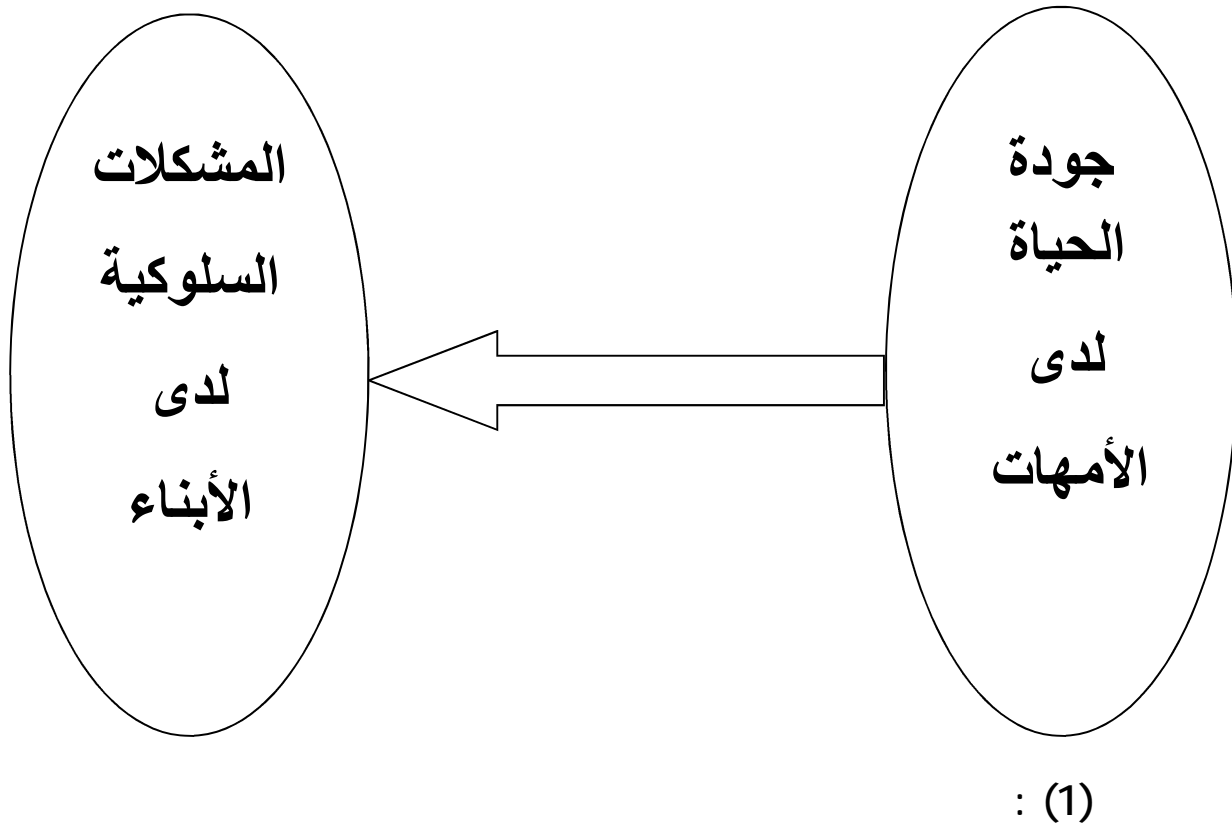 جودة
الحياة
لدى
الأمهات
المشكلات
السلوكية
لدى
الأبناء
(1) :